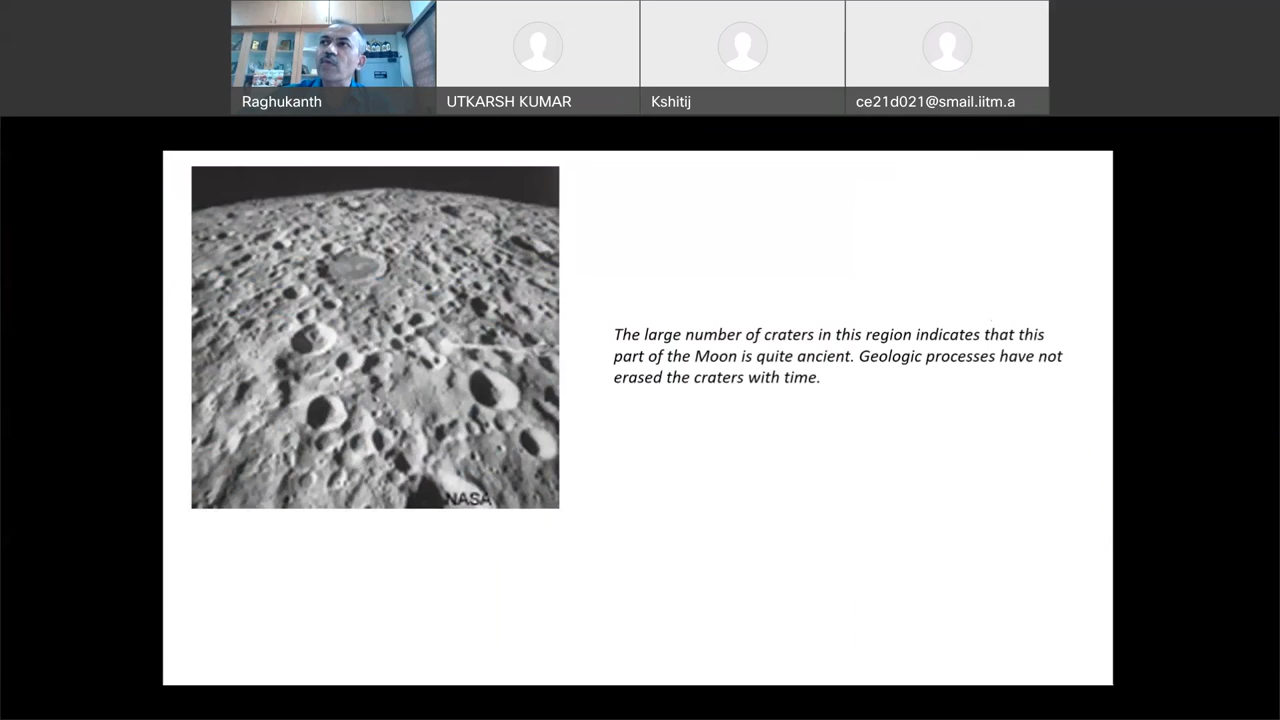 Raghukanth
UTKARSH KUMAR
Kshitij
ce21d021@smail.iitm.a
The large number of craters in this region indicates that this
part of the Moon is quite ancient. Geologic processes have not
erased the craters with time.
NASA